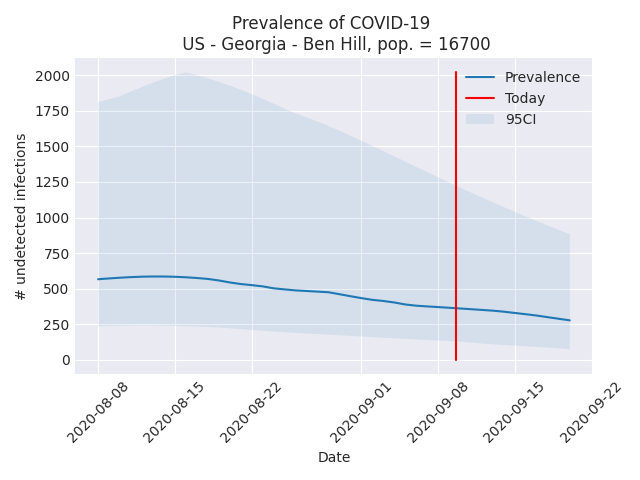 Prevalence of COVID-19
US - Georgia - Ben Hill, pop. = 16700
Prevalence
Today
95CI
2000
1750
1500
1250
1000
750
500
250
0
# undetected infections
2020-08-08
2020-08-15
2020-08-22
2020-09-01
2020-09-08
2020-09-15
2020-09-22
Date